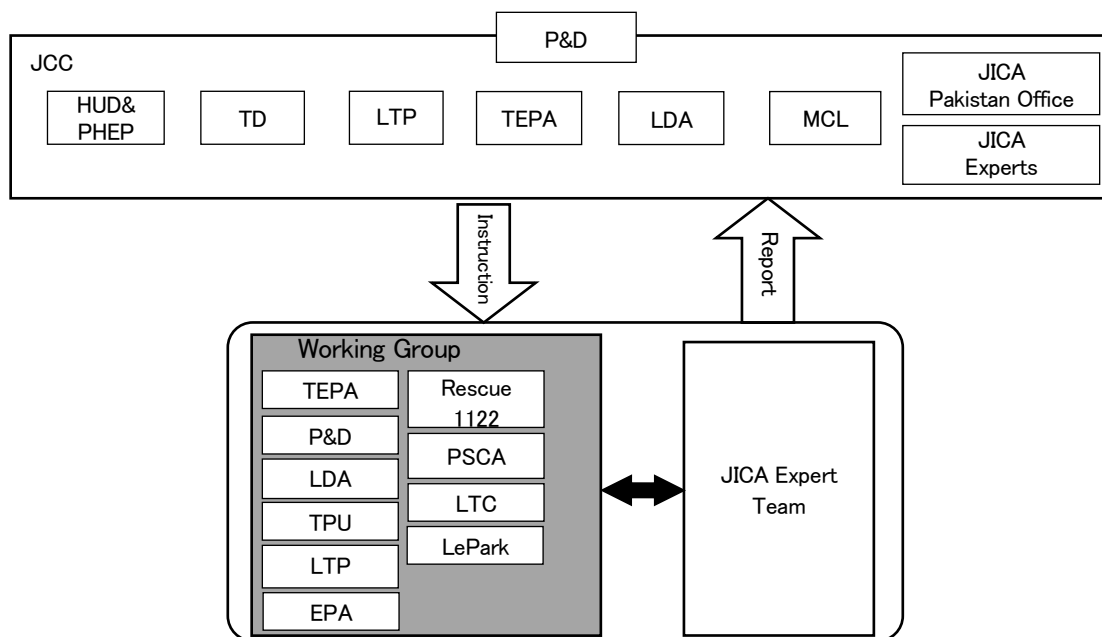 P&D
JCC
HUD&
PHEP
TD
LTP
TEPA
LDA
MCL
JICA
Pakistan Office
JICA
Experts
Instruction
Report
Working Group
TEPA
P&D
LDA
TPU
LTP
EPA
Rescue
1122
PSCA
LTC
LePark
JICA Expert
Team